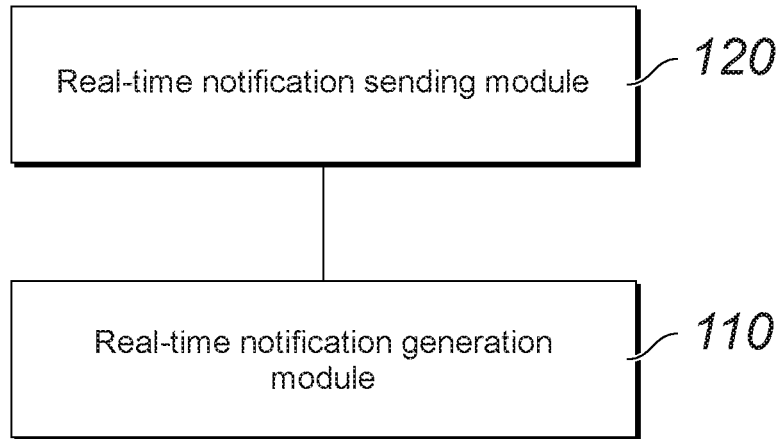 Real-time notification sending module
120
Real-time notification generation
module
110